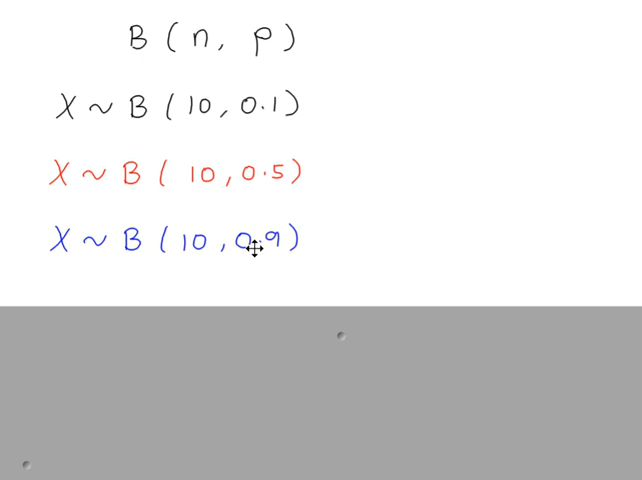 B ( n, p )
X ~ B ( 10, 0.1 )
X ~ B ( 10, 0.5 )
X ~ B ( 10, 0.9 )